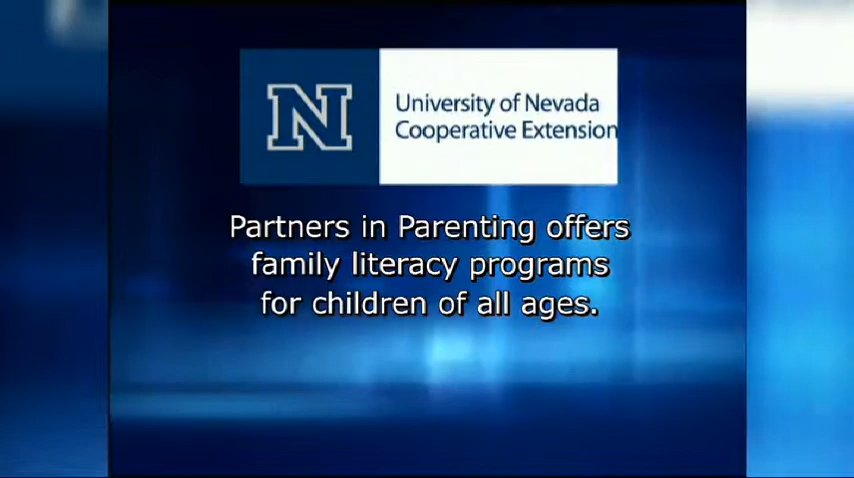 N
University of Nevada
Cooperative Extension
Partners in Parenting offers
family literacy programs
for children of all ages.